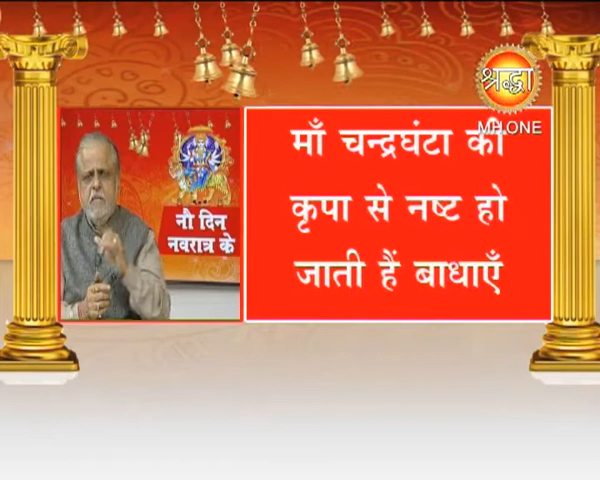 श्रद्धा
MH ONE
माँ चन्द्रघंटा की
कृपा से नष्ट हो
जाती हैं बाधाएँ
नौ दिन
नवरात्र के